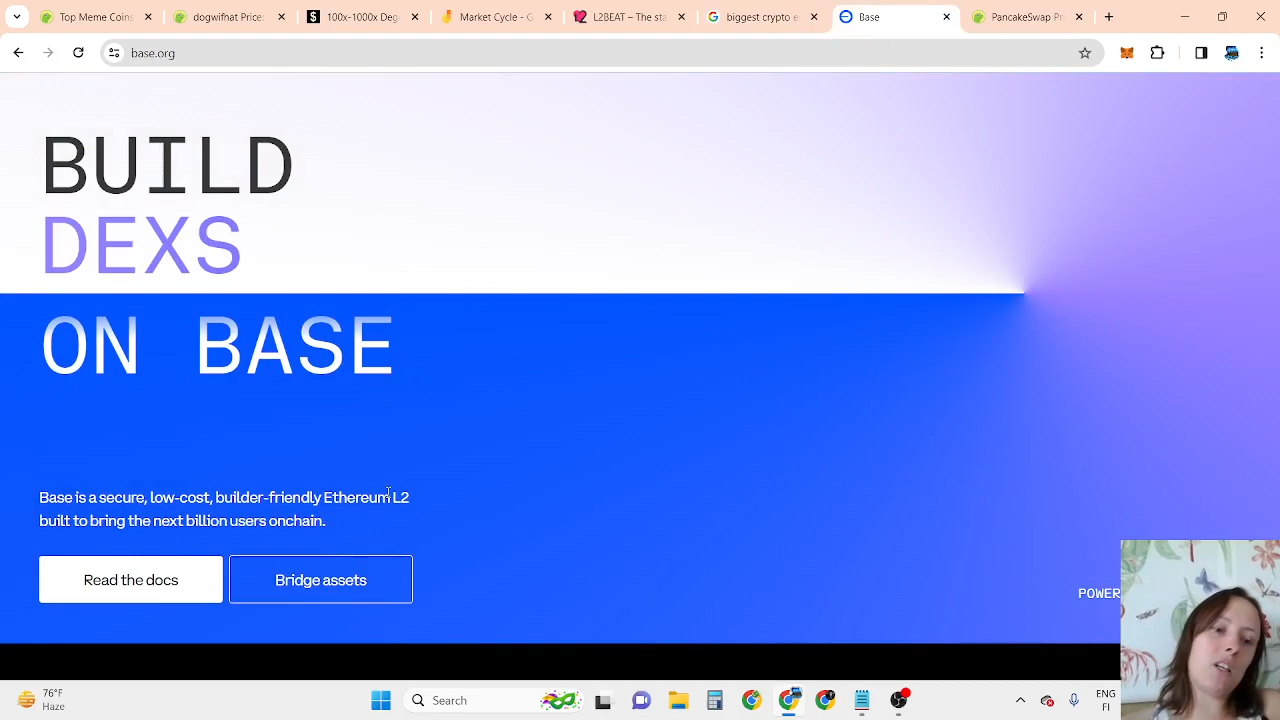 Top Meme Coins
dogwifhat Price:
100x-1000x Deg
Market Cycle - G
L2BEAT – The sta
biggest crypto e
Base
PancakeSwap Pr
base.org
BUILD
DEXS
ON BASE
Base is a secure, low-cost, builder-friendly Ethereum L2
built to bring the next billion users onchain.
Read the docs
Bridge assets
POWER
76°F
Haze
Search
ENG
FI